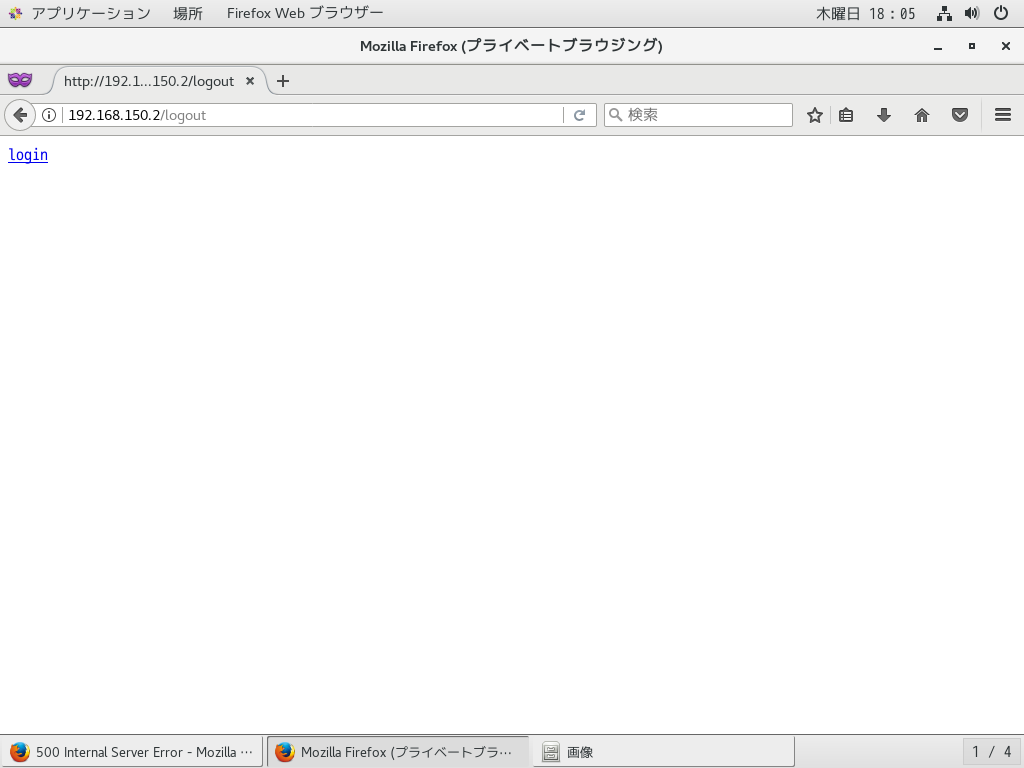 アプリケーション 場所 Firefox Web ブラウザー 木曜日 18：05
Mozilla Firefox (プライベートブラウジング)
http://192.1...150.2/logout
192.168.150.2/logout 検索
login
500 Internal Server Error - Mozilla … Mozilla Firefox (プライベートブラ… 画像 1 / 4